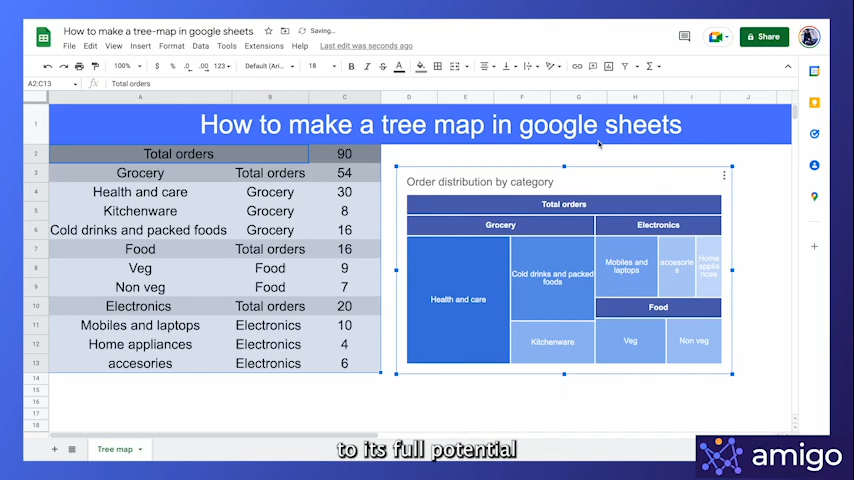 How to make a tree-map in google sheets
Saving...
File Edit View Insert Format Data Tools Extensions Help Last edit was seconds ago
Share
100% $ % .0 .00 123 Default (Ari... 18 B I S A
A2:C13 fx Total orders
A B C D E F G H I J
1 How to make a tree map in google sheets
2 Total orders 90
3 Grocery Total orders 54
4 Health and care Grocery 30
5 Kitchenware Grocery 8
6 Cold drinks and packed foods Grocery 16
7 Food Total orders 16
8 Veg Food 9
9 Non veg Food 7
10 Electronics Total orders 20
11 Mobiles and laptops Electronics 10
12 Home appliances Electronics 4
13 accesories Electronics 6
14
15
16
17
18
Order distribution by category
Total orders
Grocery
Electronics
Health and care
Cold drinks and packed
foods
Kitchenware
Mobiles and
laptops
accesorie
s
Home
applia
nces
Food
Veg
Non veg
Tree map
to its full potential
amigo